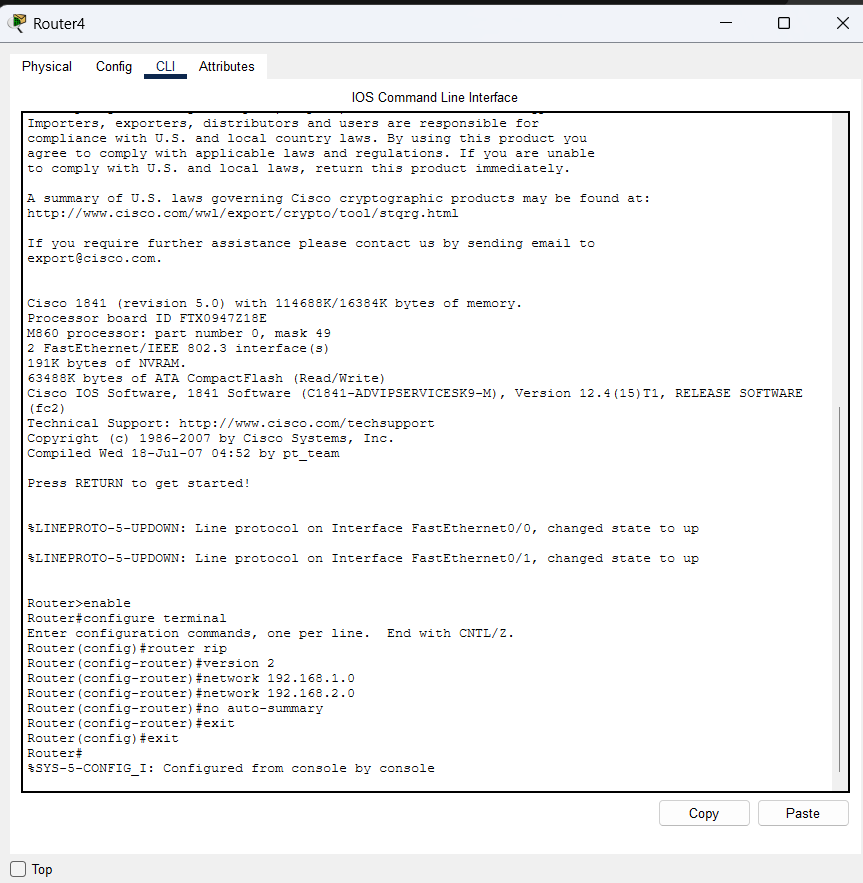 Router4
Physical Config CLI Attributes
IOS Command Line Interface
Importers, exporters, distributors and users are responsible for
compliance with U.S. and local country laws. By using this product you
agree to comply with applicable laws and regulations. If you are unable
to comply with U.S. and local laws, return this product immediately.
A summary of U.S. laws governing Cisco cryptographic products may be found at:
http://www.cisco.com/wwl/export/crypto/tool/stqrg.html
If you require further assistance please contact us by sending email to
export@cisco.com.
Cisco 1841 (revision 5.0) with 114688K/16384K bytes of memory.
Processor board ID FTX0947Z18E
M860 processor: part number 0, mask 49
2 FastEthernet/IEEE 802.3 interface(s)
191K bytes of NVRAM.
63488K bytes of ATA CompactFlash (Read/Write)
Cisco IOS Software, 1841 Software (C1841-ADVIPSERVICESK9-M), Version 12.4(15)T1, RELEASE SOFTWARE
(fc2)
Technical Support: http://www.cisco.com/techsupport
Copyright (c) 1986-2007 by Cisco Systems, Inc.
Compiled Wed 18-Jul-07 04:52 by pt_team
Press RETURN to get started!
%LINEPROTO-5-UPDOWN: Line protocol on Interface FastEthernet0/0, changed state to up
%LINEPROTO-5-UPDOWN: Line protocol on Interface FastEthernet0/1, changed state to up
Router>enable
Router#configure terminal
Enter configuration commands, one per line.  End with CNTL/Z.
Router(config)#router rip
Router(config-router)#version 2
Router(config-router)#network 192.168.1.0
Router(config-router)#network 192.168.2.0
Router(config-router)#no auto-summary
Router(config-router)#exit
Router(config)#exit
Router#
%SYS-5-CONFIG_I: Configured from console by console
Copy Paste
Top